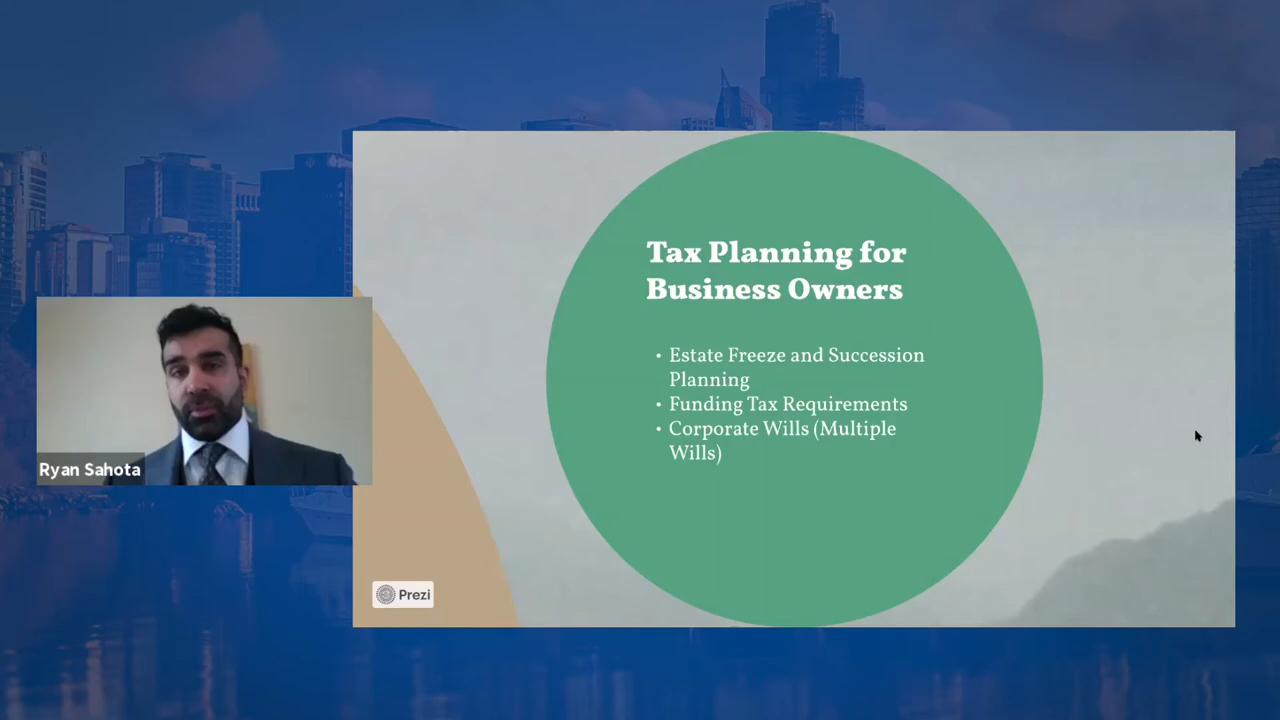 Tax Planning for
Business Owners
• Estate Freeze and Succession
Planning
• Funding Tax Requirements
• Corporate Wills (Multiple
Wills)
Ryan Sahota
Prezi